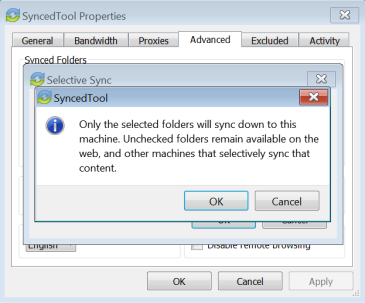 SyncedTool Properties
General Bandwidth Proxies Advanced Excluded Activity
Synced Folders
Selective Sync
SyncedTool
Only the selected folders will sync down to this
machine. Unchecked folders remain available on the
web, and other machines that selectively sync that
content.
OK Cancel
OK Cancel
English Disable remote browsing
OK Cancel Apply